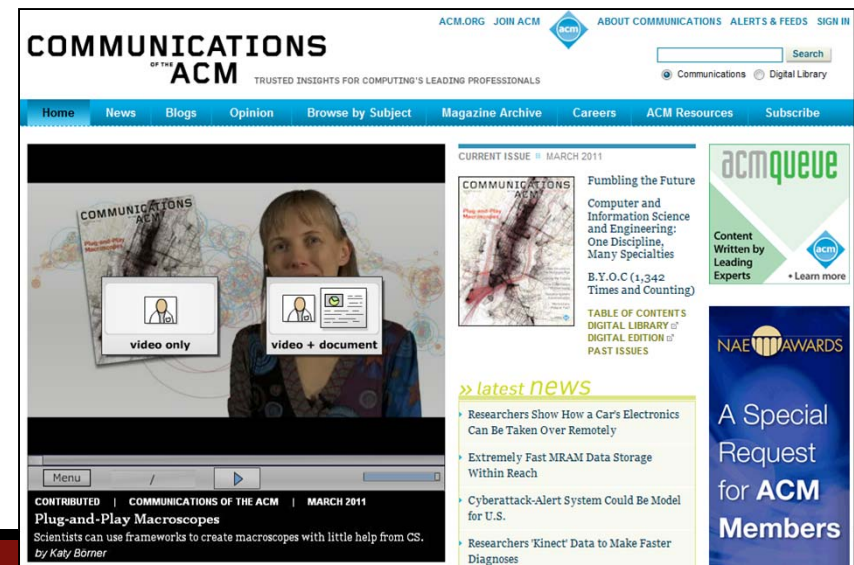 ACM.ORG JOIN ACM acm ABOUT COMMUNICATIONS ALERTS & FEEDS SIGN IN
COMMUNICATIONS
OF THE ACM TRUSTED INSIGHTS FOR COMPUTING'S LEADING PROFESSIONALS
Search
Communications Digital Library
Home News Blogs Opinion Browse by Subject Magazine Archive Careers ACM Resources Subscribe
COMMUNICATIONS
ACM
Plug-and-Play
Macroscopes
video only
video + document
Menu /
CONTRIBUTED | COMMUNICATIONS OF THE ACM | MARCH 2011
Plug-and-Play Macroscopes
Scientists can use frameworks to create macroscopes with little help from CS.
by Katy Börner
CURRENT ISSUE » MARCH 2011
COMMUNICATIONS
ACM
Fumbling the Future
Computer and
Information Science
and Engineering:
One Discipline,
Many Specialties
B.Y.O.C (1,342
Times and Counting)
TABLE OF CONTENTS
DIGITAL LIBRARY
DIGITAL EDITION
PAST ISSUES
» latest news
Researchers Show How a Car's Electronics
Can Be Taken Over Remotely
Extremely Fast MRAM Data Storage
Within Reach
Cyberattack-Alert System Could Be Model
for U.S.
Researchers 'Kinect' Data to Make Faster
Diagnoses
acmqueue
Content
Written by
Leading
Experts
acm
• Learn more
NAE AWARDS
A Special
Request
for ACM
Members